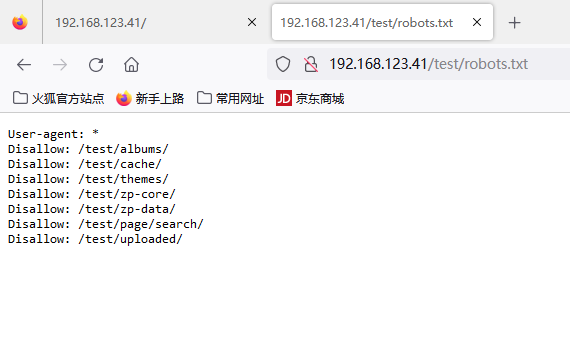 192.168.123.41/
192.168.123.41/test/robots.txt
192.168.123.41/test/robots.txt
火狐官方站点 新手上路 常用网址 JD 京东商城
User-agent: *
Disallow: /test/albums/
Disallow: /test/cache/
Disallow: /test/themes/
Disallow: /test/zp-core/
Disallow: /test/zp-data/
Disallow: /test/page/search/
Disallow: /test/uploaded/